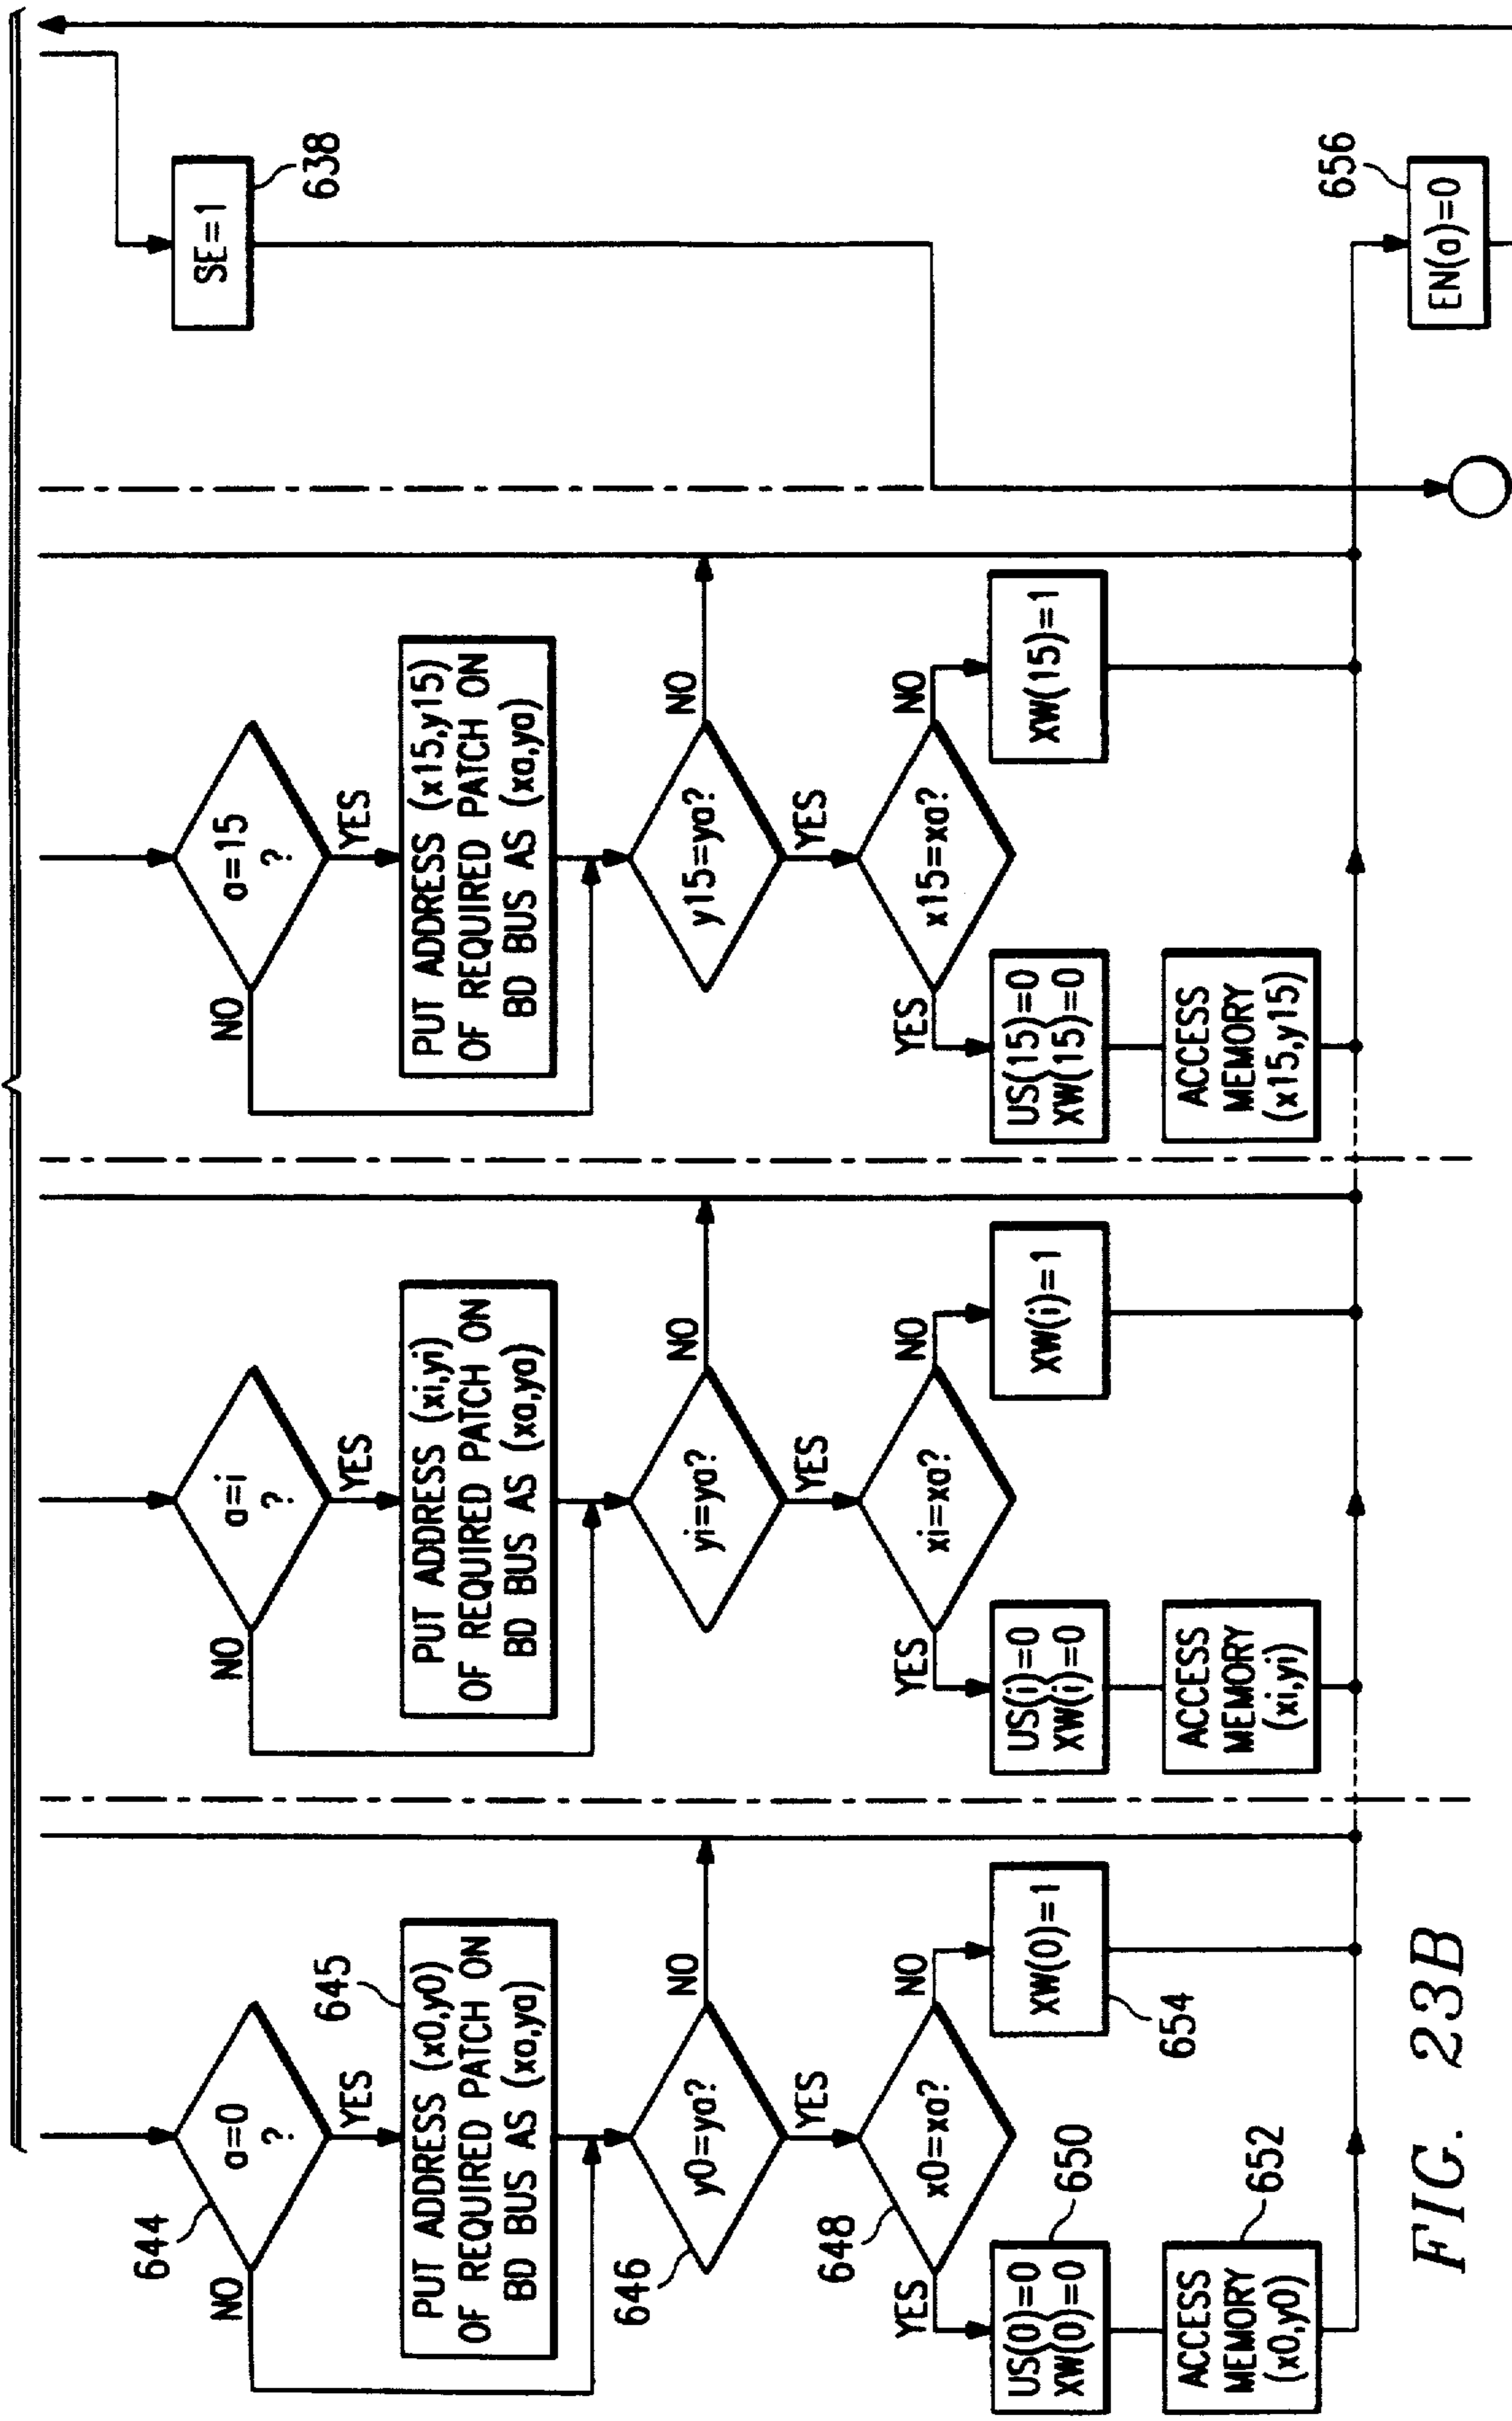 644
a=0
?
NO
YES
645
PUT ADDRESS (x0,y0)
OF REQUIRED PATCH ON
BD BUS AS (xa,ya)
646
y0=ya?
NO
YES
648
x0=xa?
YES
NO
US(0)=0
XW(0)=0
650
XW(0)=1
654
ACCESS
MEMORY
(x0,y0)
652
a=i
?
NO
YES
PUT ADDRESS (xi,yi)
OF REQUIRED PATCH ON
BD BUS AS (xa,ya)
yi=ya?
NO
YES
xi=xa?
YES
NO
US(i)=0
XW(i)=0
XW(i)=1
ACCESS
MEMORY
(xi,yi)
a=15
?
NO
YES
PUT ADDRESS (x15,y15)
OF REQUIRED PATCH ON
BD BUS AS (xa,ya)
y15=ya?
NO
YES
x15=xa?
YES
NO
US(15)=0
XW(15)=0
XW(15)=1
ACCESS
MEMORY
(x15,y15)
SE=1
638
656
EN(a)=0
FIG. 23B